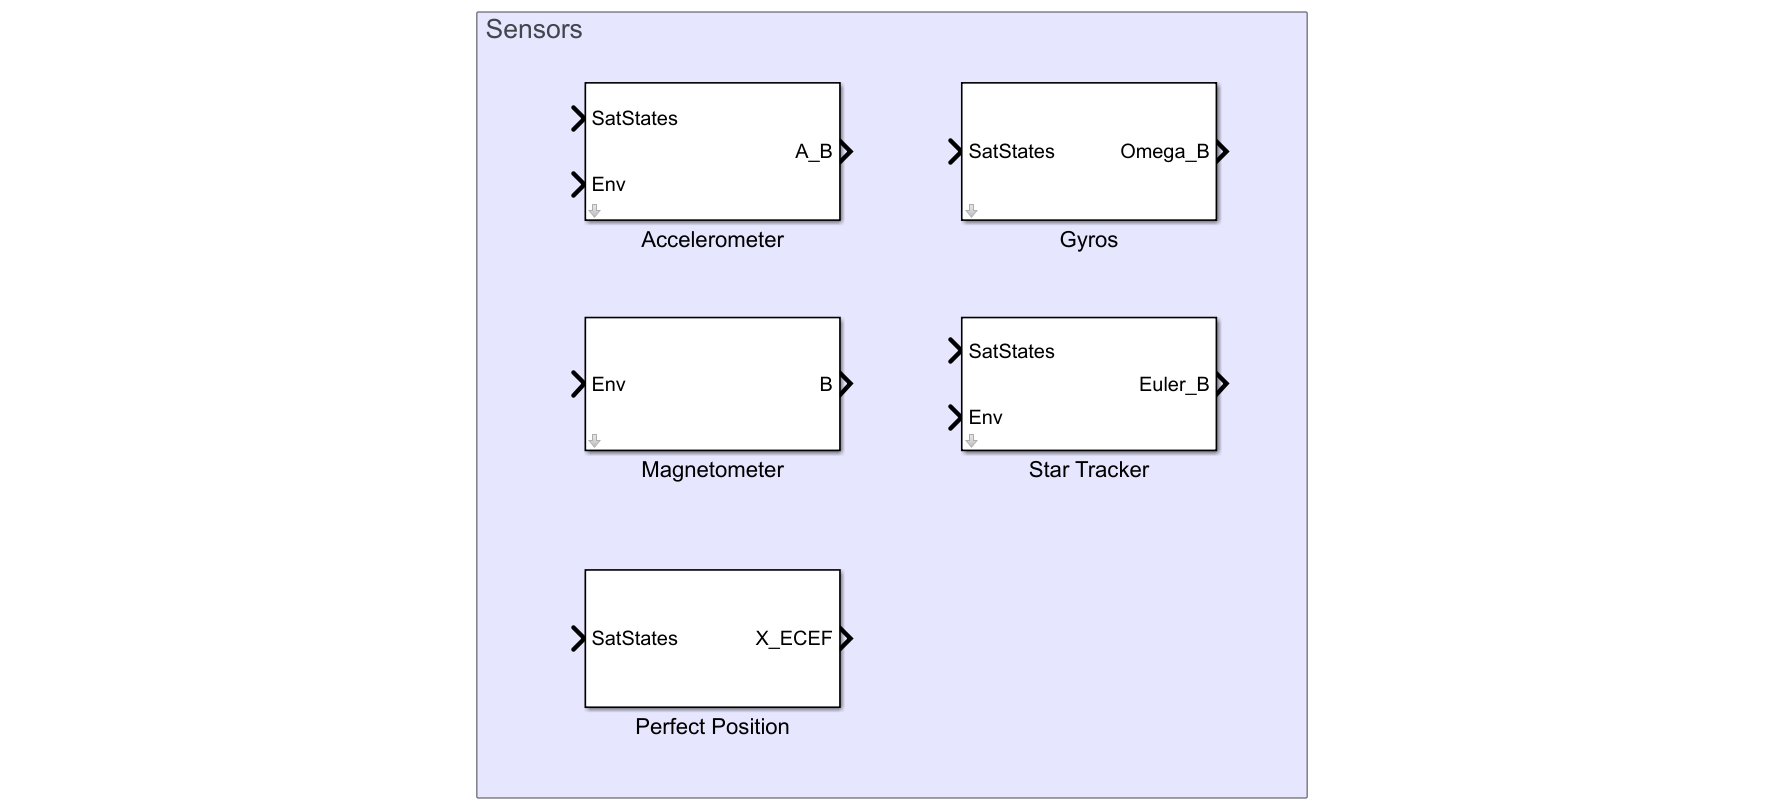 Sensors
SatStates
A_B
Env
Accelerometer
SatStates
Omega_B
Gyros
Env
B
Magnetometer
SatStates
Euler_B
Env
Star Tracker
SatStates
X_ECEF
Perfect Position